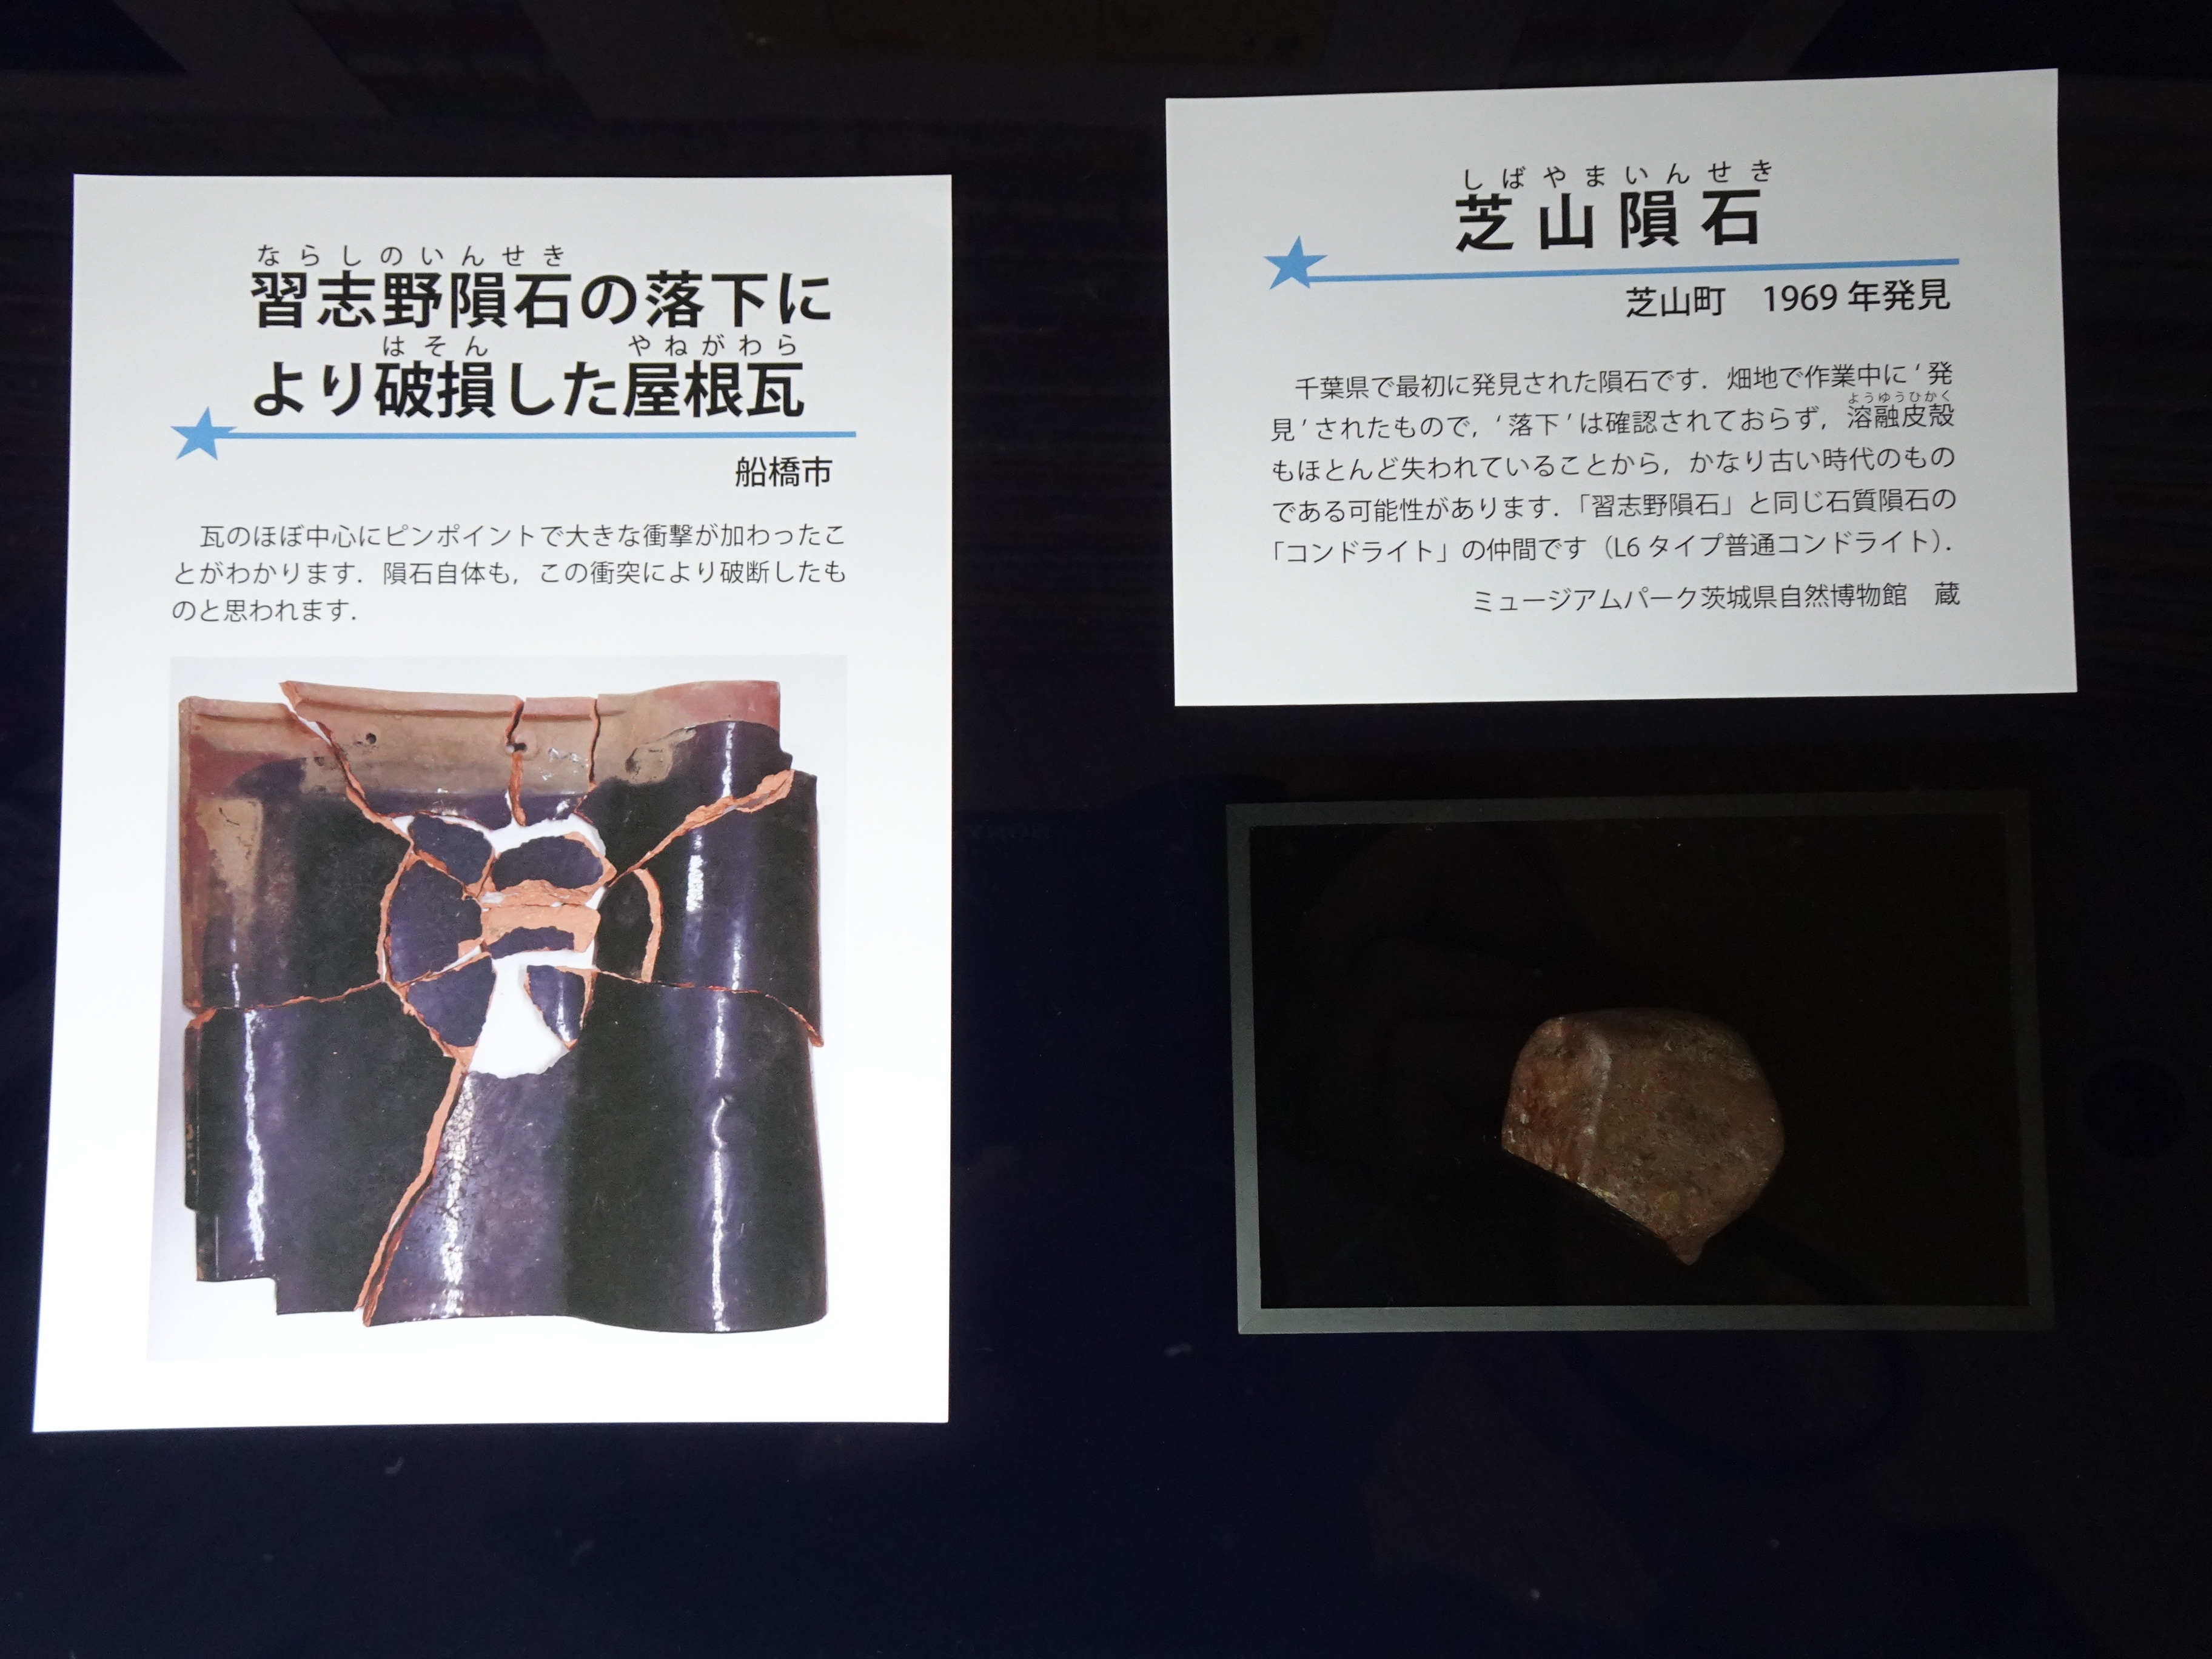 ならしのいんせき
習志野隕石の落下に
はそん やねがわら
より破損した屋根瓦
船橋市
瓦のほぼ中心にピンポイントで大きな衝撃が加わったこ
とがわかります．隕石自体も，この衝突により破断したも
のと思われます．
しばやまいんせき
芝山隕石
芝山町　1969 年発見
千葉県で最初に発見された隕石です．畑地で作業中に ‘ 発
見 ’ されたもので，‘ 落下 ’ は確認されておらず，溶融皮殻
ようゆうひかく
もほとんど失われていることから，かなり古い時代のもの
である可能性があります．「習志野隕石」と同じ石質隕石の
「コンドライト」の仲間です（L6 タイプ普通コンドライト）．
ミュージアムパーク茨城県自然博物館　蔵